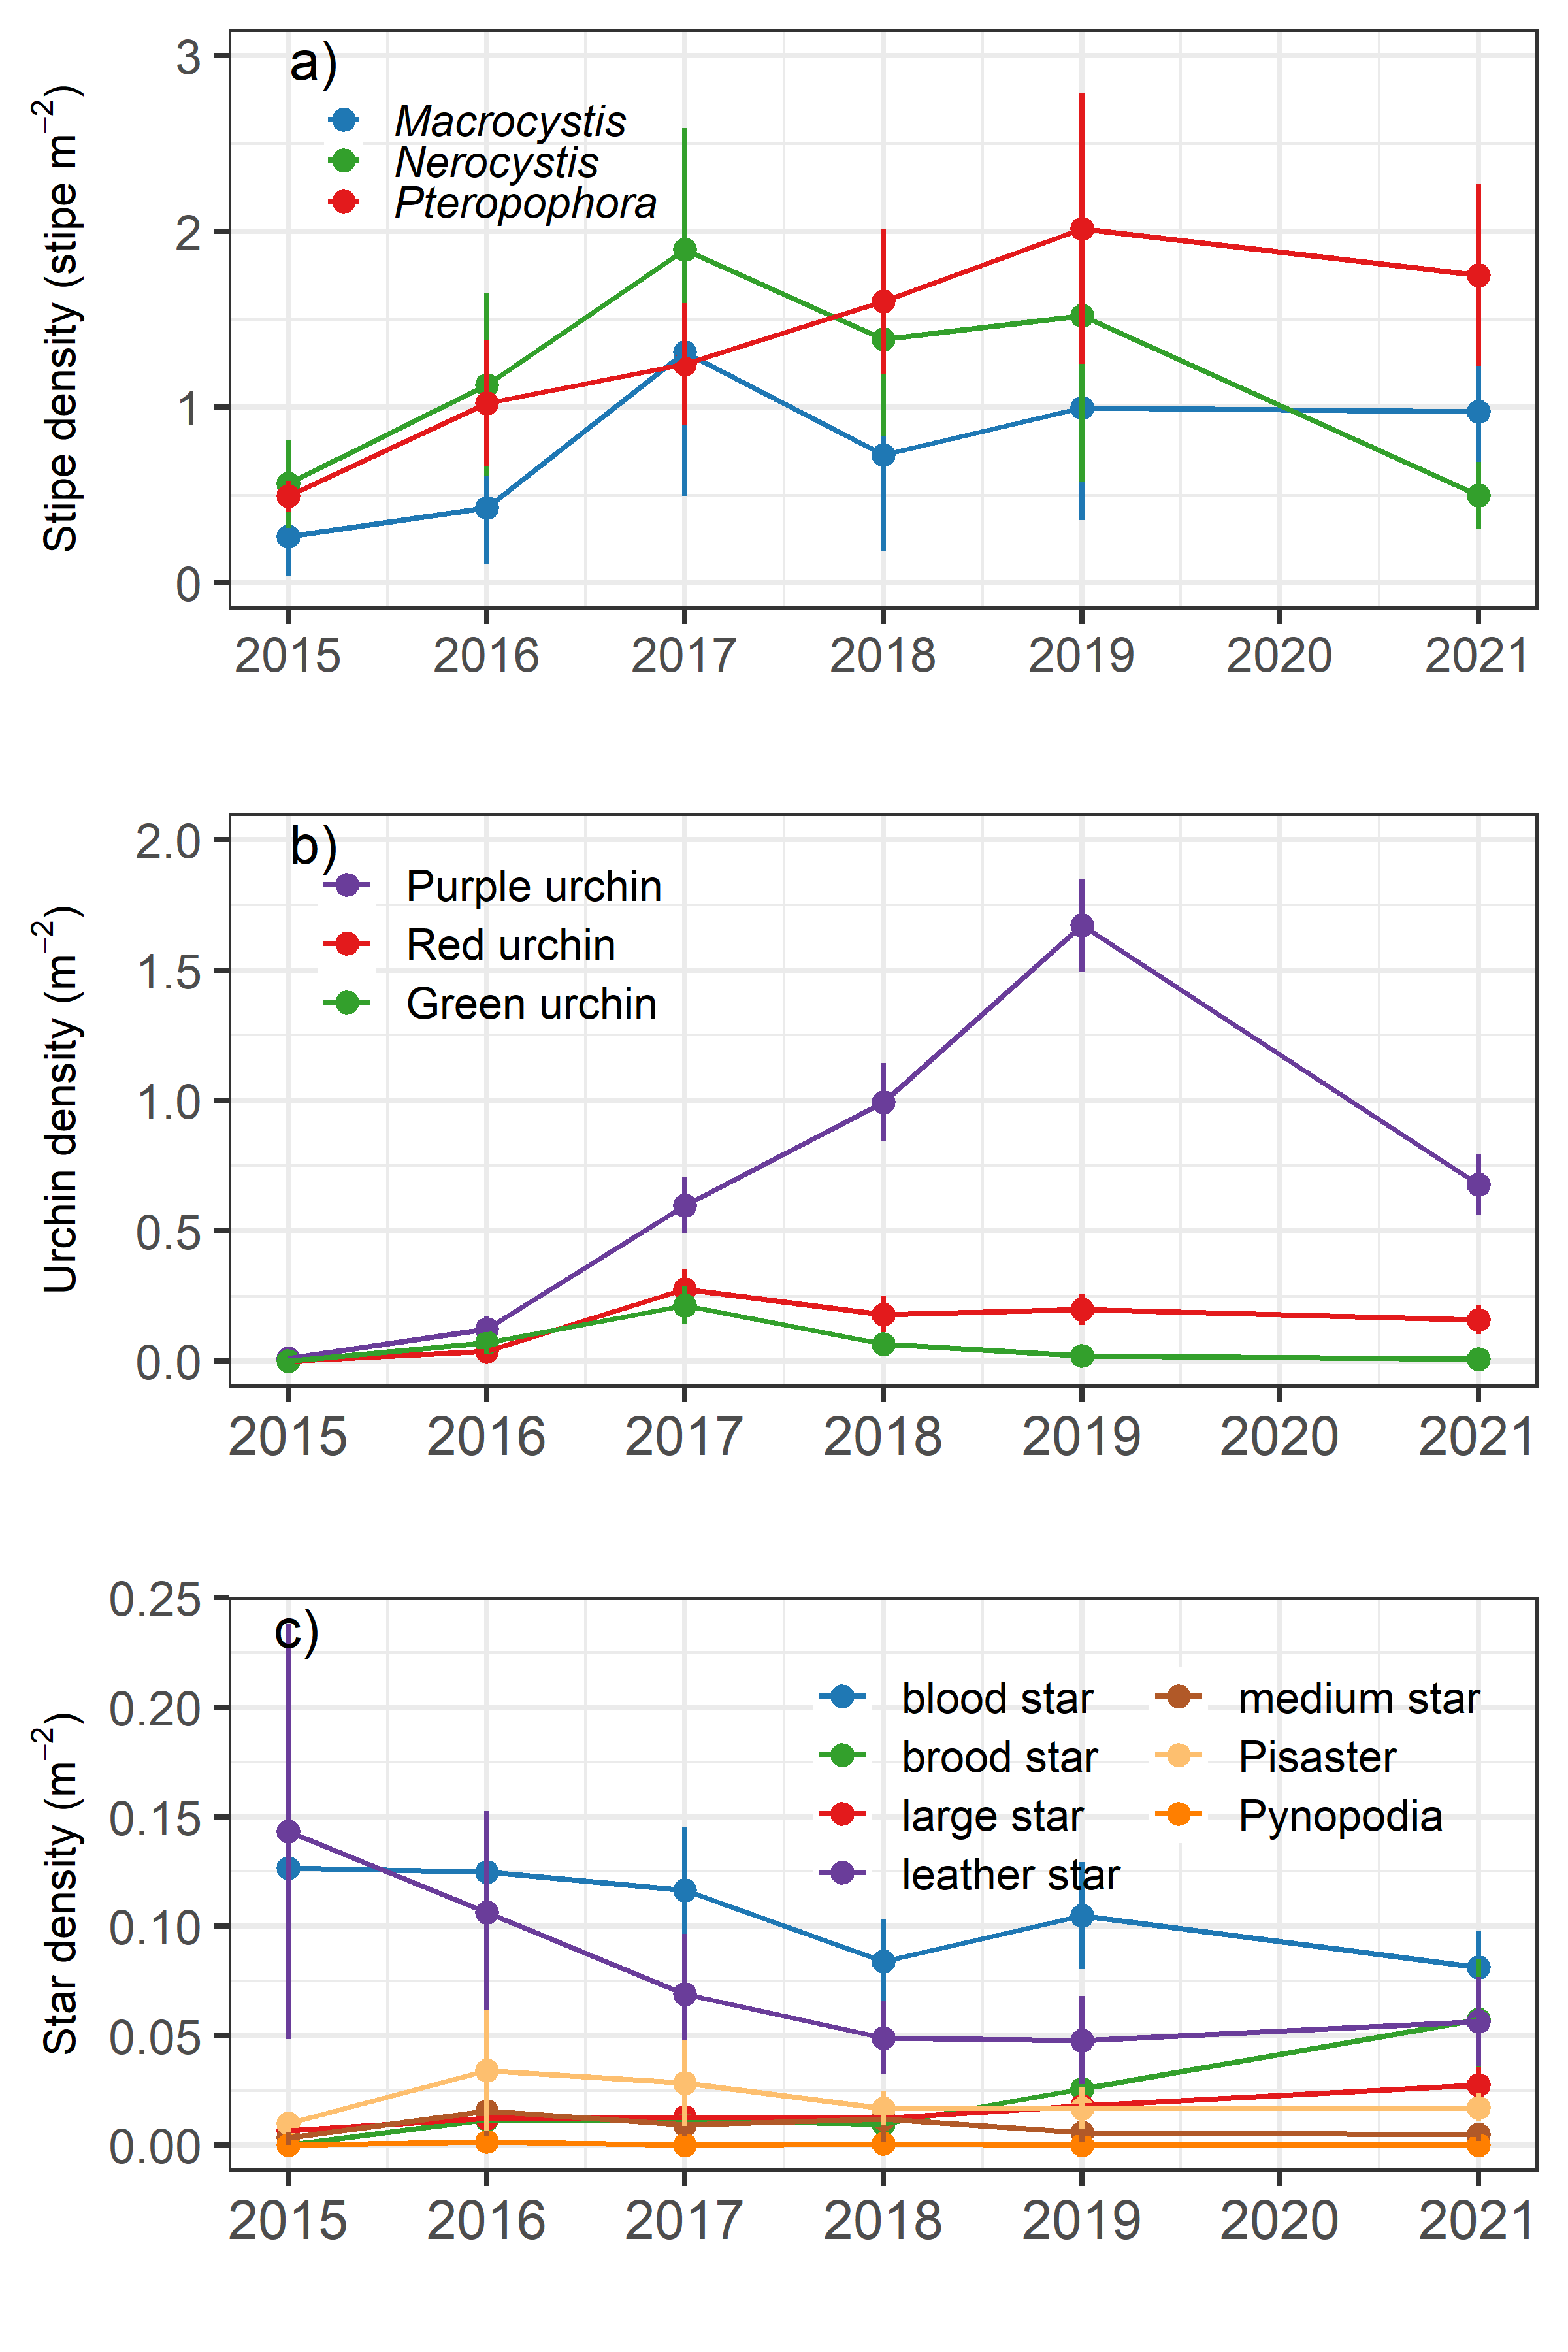 a)
Stipe density (stipe m⁻²)
3
2
1
0
Macrocystis
Nerocystis
Pteropophora
2015 2016 2017 2018 2019 2020 2021
b)
Urchin density (m⁻²)
2.0
1.5
1.0
0.5
0.0
Purple urchin
Red urchin
Green urchin
2015 2016 2017 2018 2019 2020 2021
c)
Star density (m⁻²)
0.25
0.20
0.15
0.10
0.05
0.00
blood star
brood star
large star
leather star
medium star
Pisaster
Pynopodia
2015 2016 2017 2018 2019 2020 2021